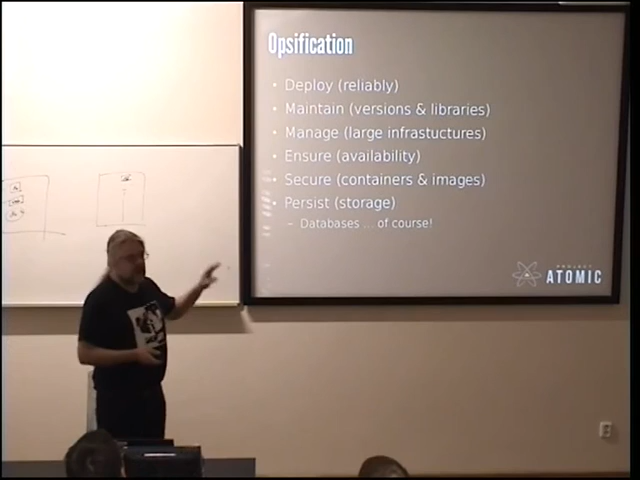 Opsification
• Deploy (reliably)
• Maintain (versions & libraries)
• Manage (large infrastuctures)
• Ensure (availability)
• Secure (containers & images)
• Persist (storage)
– Databases ... of course!
PROJECT
ATOMIC